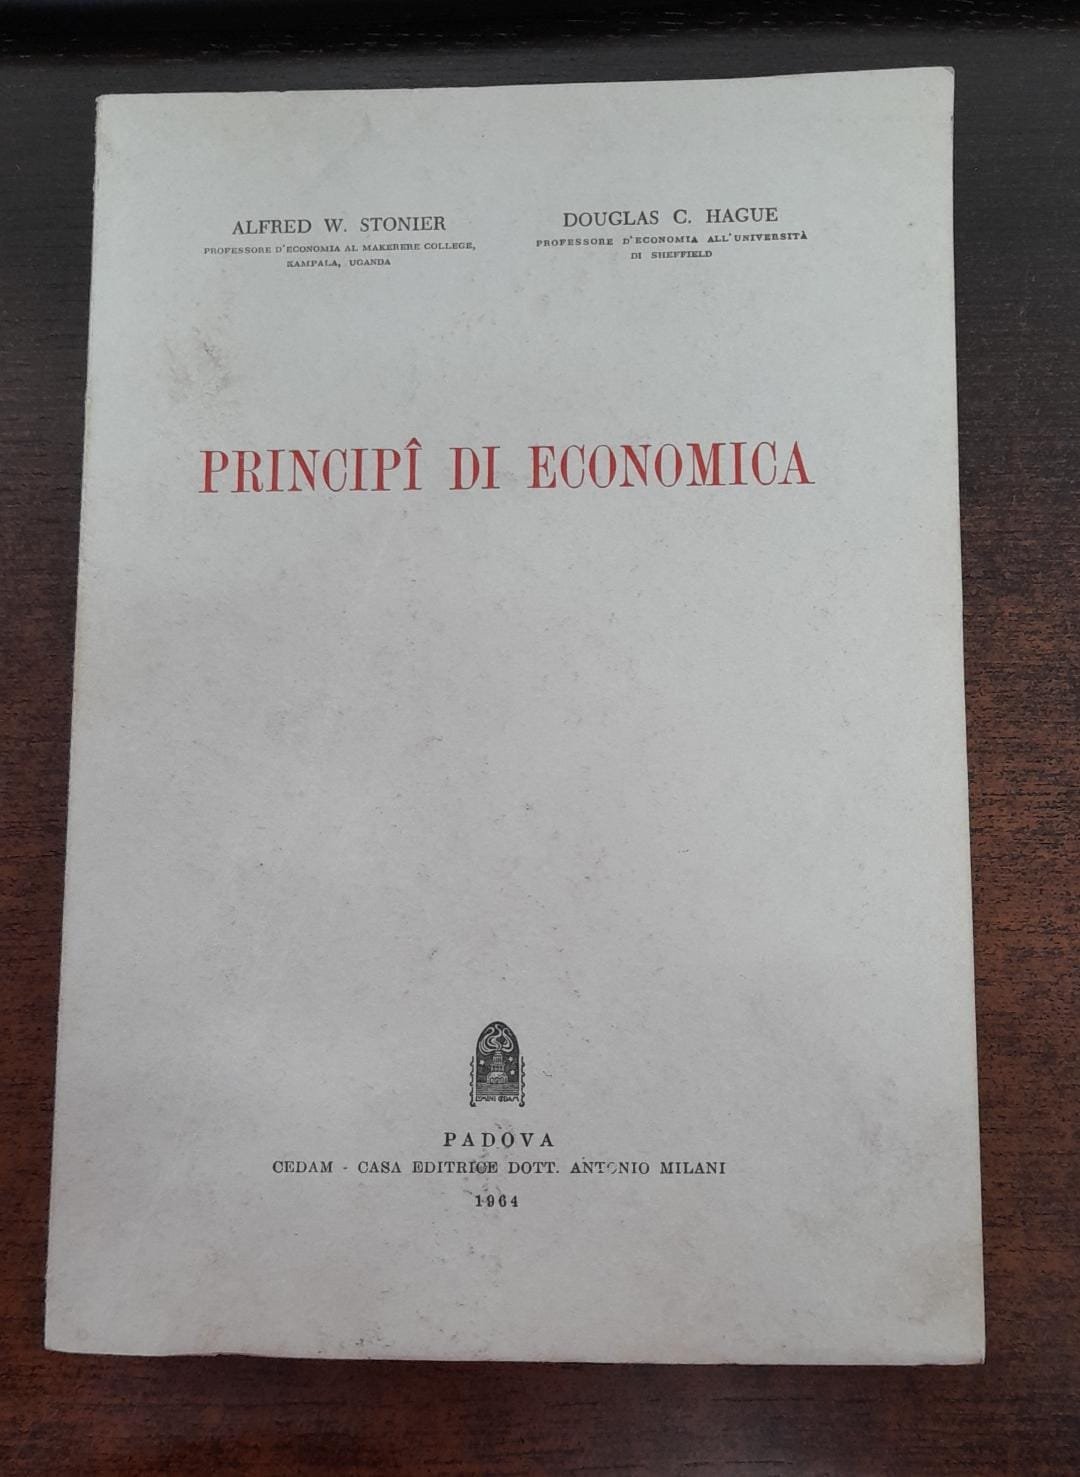 ALFRED W. STONIER
PROFESSORE D'ECONOMIA AL MAKERERE COLLEGE,
KAMPALA, UGANDA
DOUGLAS C. HAGUE
PROFESSORE D'ECONOMIA ALL'UNIVERSITÀ
DI SHEFFIELD
PRINCIPÎ DI ECONOMICA
PADOVA
CEDAM - CASA EDITRICE DOTT. ANTONIO MILANI
1964